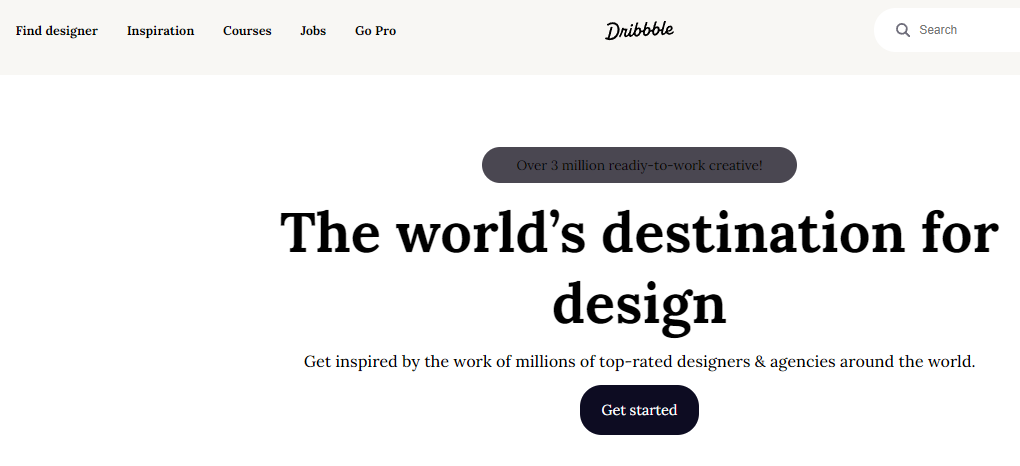 Find designer Inspiration Courses Jobs Go Pro Dribbble Search
Over 3 million readiy-to-work creative!
The world’s destination for
design
Get inspired by the work of millions of top-rated designers & agencies around the world.
Get started